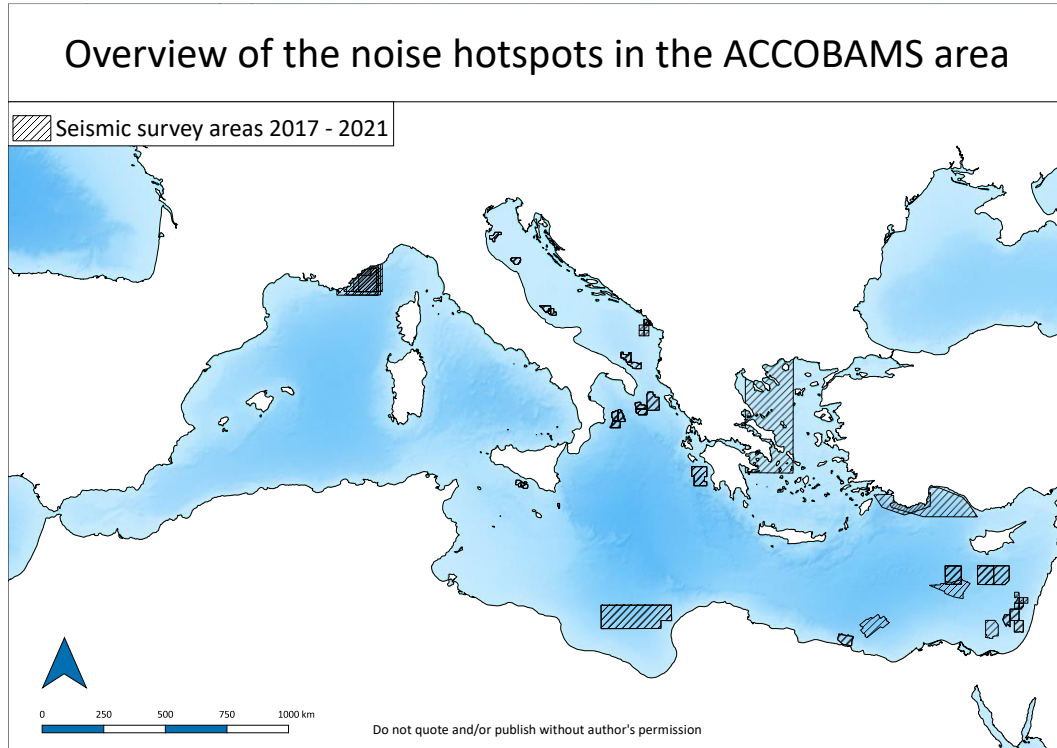 Overview of the noise hotspots in the ACCOBAMS area
Seismic survey areas 2017 - 2021
0 250 500 750 1000 km
Do not quote and/or publish without author's permission